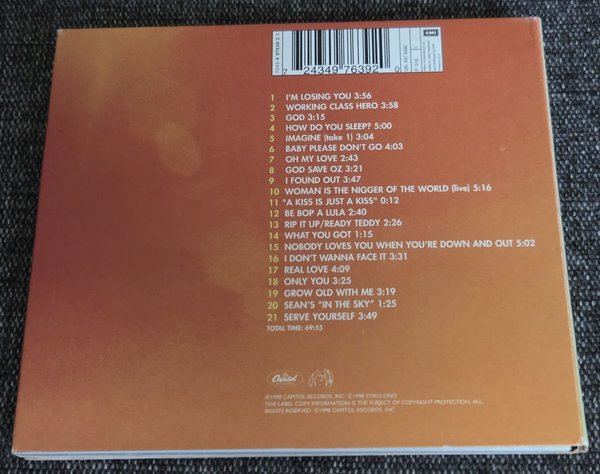 EMI
7 24349 76392 0
1 I'M LOSING YOU 3:56
2 WORKING CLASS HERO 3:58
3 GOD 3:15
4 HOW DO YOU SLEEP? 5:00
5 IMAGINE (take 1) 3:04
6 BABY PLEASE DON'T GO 4:03
7 OH MY LOVE 2:43
8 GOD SAVE OZ 3:21
9 I FOUND OUT 3:47
10 WOMAN IS THE NIGGER OF THE WORLD (live) 5:16
11 "A KISS IS JUST A KISS" 0:12
12 BE BOP A LULA 2:40
13 RIP IT UP/READY TEDDY 2:26
14 WHAT YOU GOT 1:15
15 NOBODY LOVES YOU WHEN YOU'RE DOWN AND OUT 5:02
16 I DON'T WANNA FACE IT 3:31
17 REAL LOVE 4:09
18 ONLY YOU 3:25
19 GROW OLD WITH ME 3:19
20 SEAN'S "IN THE SKY" 1:25
21 SERVE YOURSELF 3:49
TOTAL TIME: 69:55
Capitol
℗1998 CAPITOL RECORDS, INC. ©1998 YOKO ONO
THIS LABEL COPY INFORMATION IS THE SUBJECT OF COPYRIGHT PROTECTION. ALL
RIGHTS RESERVED. ©1998 CAPITOL RECORDS, INC.